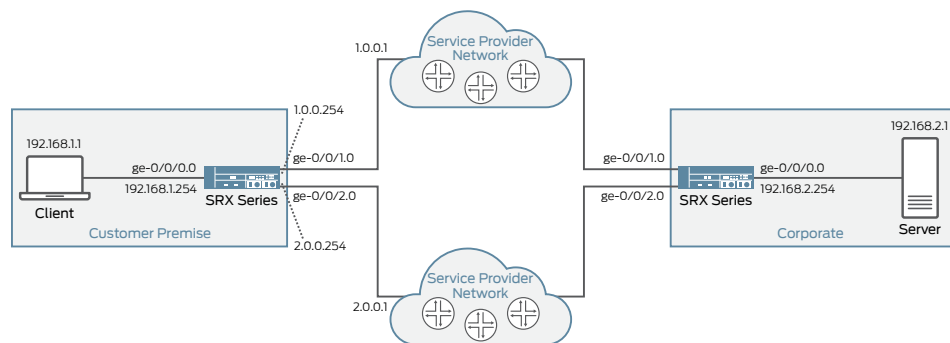 1.0.0.1
Service Provider
Network
1.0.0.254
192.168.1.1
ge-0/0/0.0
192.168.1.254
ge-0/0/1.0
ge-0/0/2.0
SRX Series
Client
2.0.0.254
Customer Premise
ge-0/0/1.0
ge-0/0/2.0
SRX Series
ge-0/0/0.0
192.168.2.254
192.168.2.1
Server
Corporate
Service Provider
Network
2.0.0.1